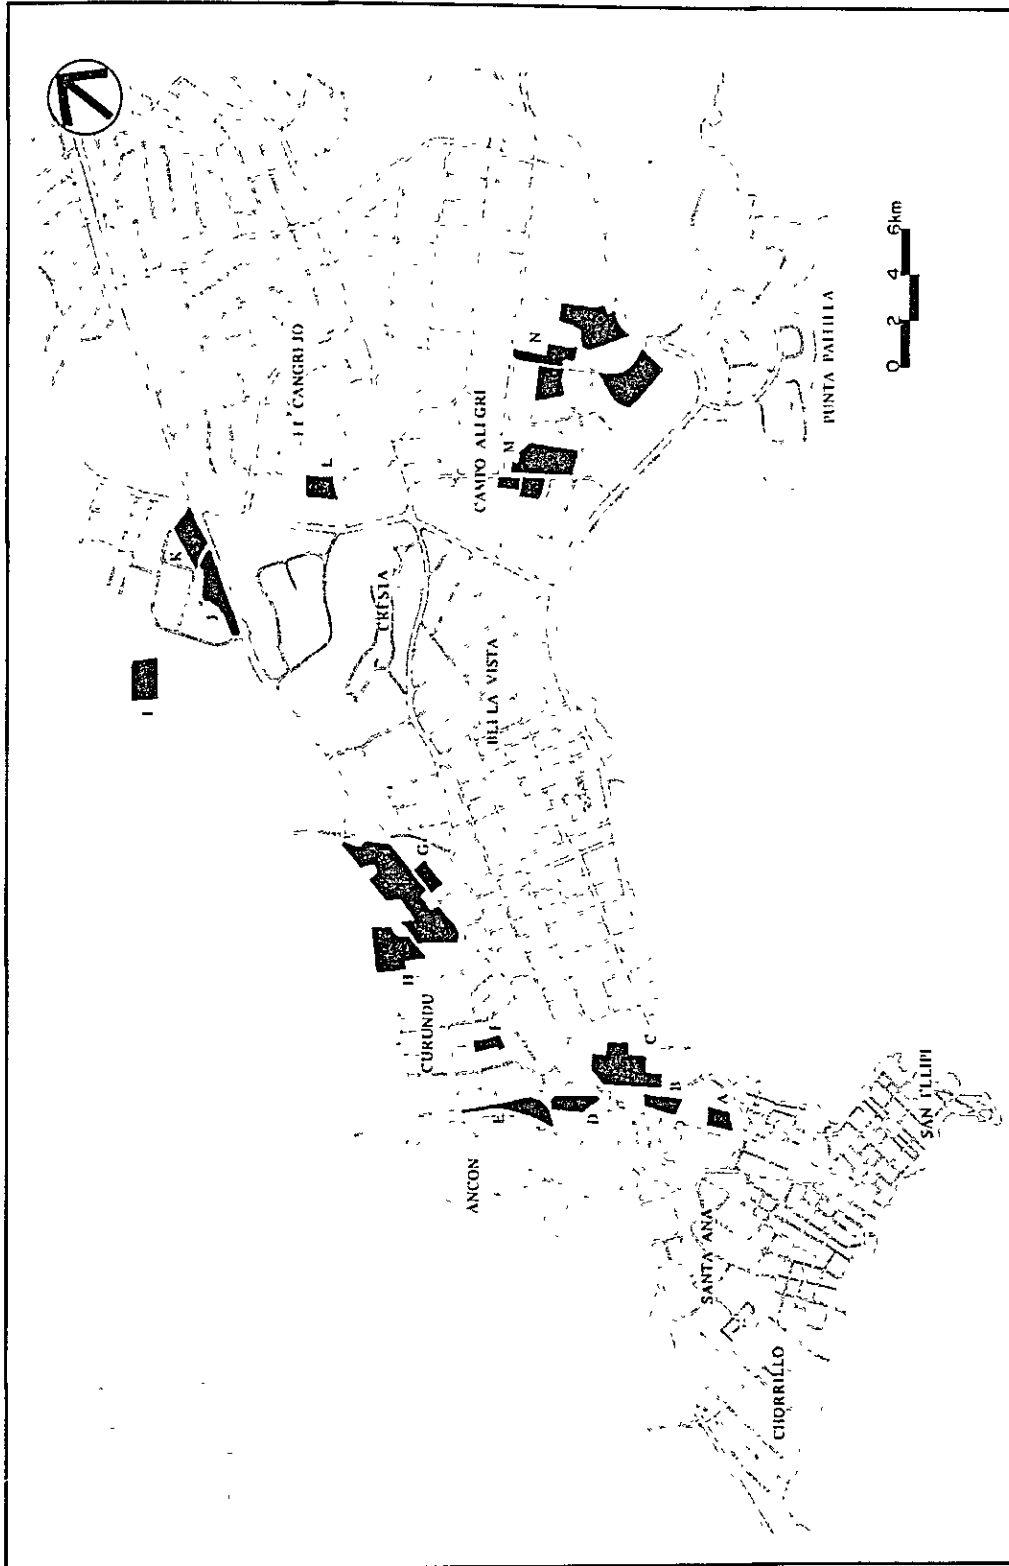 EL CANGREJO
L
K
J
I
N
CAMPO ALEGRE
M
PUNTA PAITILLA
0 2 4 6km
CRESTA
BELLA VISTA
G
H
CURUNDU
F
E
D
C
B
A
ANCON
SANTA ANA
SAN FELIPE
CHORRILLO